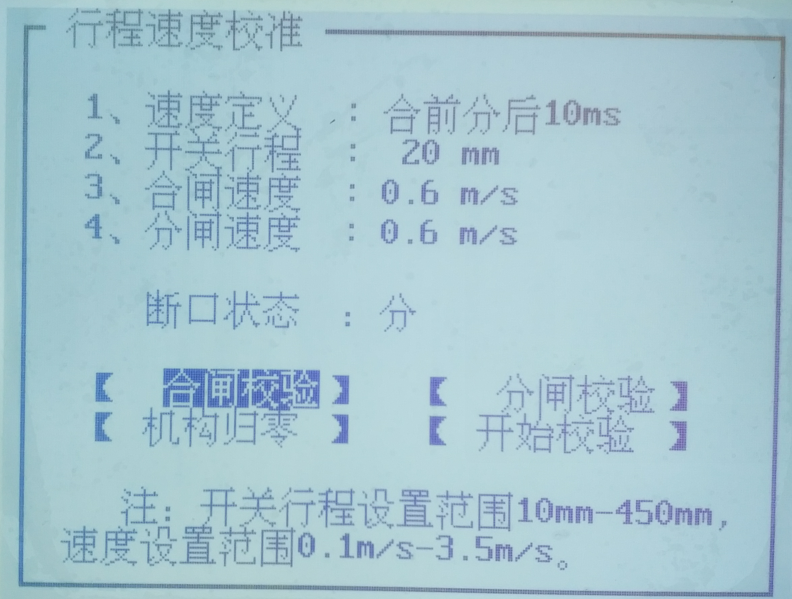 行程速度校准
1、速度定义 : 合前分后10ms
2、开关行程 : 20 mm
3、合闸速度 : 0.6 m/s
4、分闸速度 : 0.6 m/s
断口状态 : 分
【 合闸校验 】 【 分闸校验 】
【 机构归零 】 【 开始校验 】
注：开关行程设置范围10mm-450mm,
速度设置范围0.1m/s-3.5m/s。